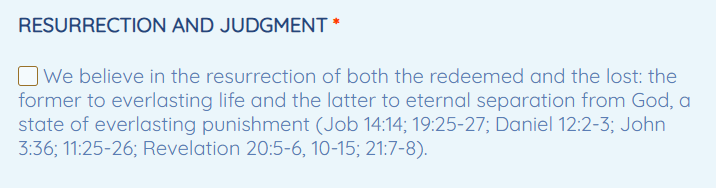 RESURRECTION AND JUDGMENT *
We believe in the resurrection of both the redeemed and the lost: the
former to everlasting life and the latter to eternal separation from God, a
state of everlasting punishment (Job 14:14; 19:25-27; Daniel 12:2-3; John
3:36; 11:25-26; Revelation 20:5-6, 10-15; 21:7-8).